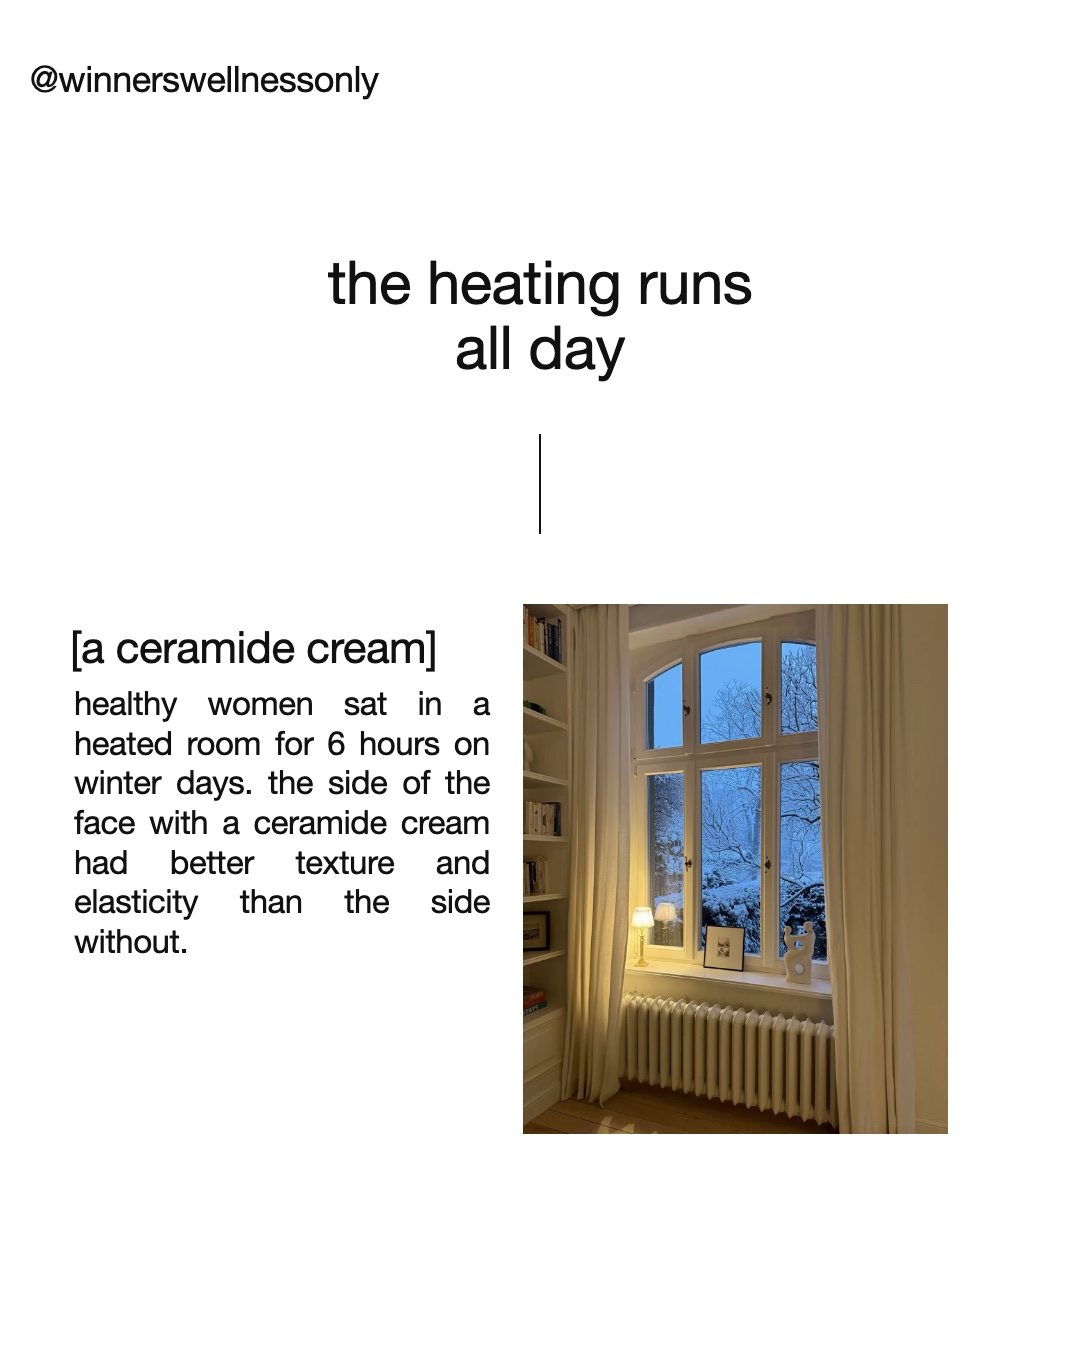 @winnerswellnessonly
the heating runs
all day
[a ceramide cream]
healthy women sat in a
heated room for 6 hours on
winter days. the side of the
face with a ceramide cream
had better texture and
elasticity than the side
without.